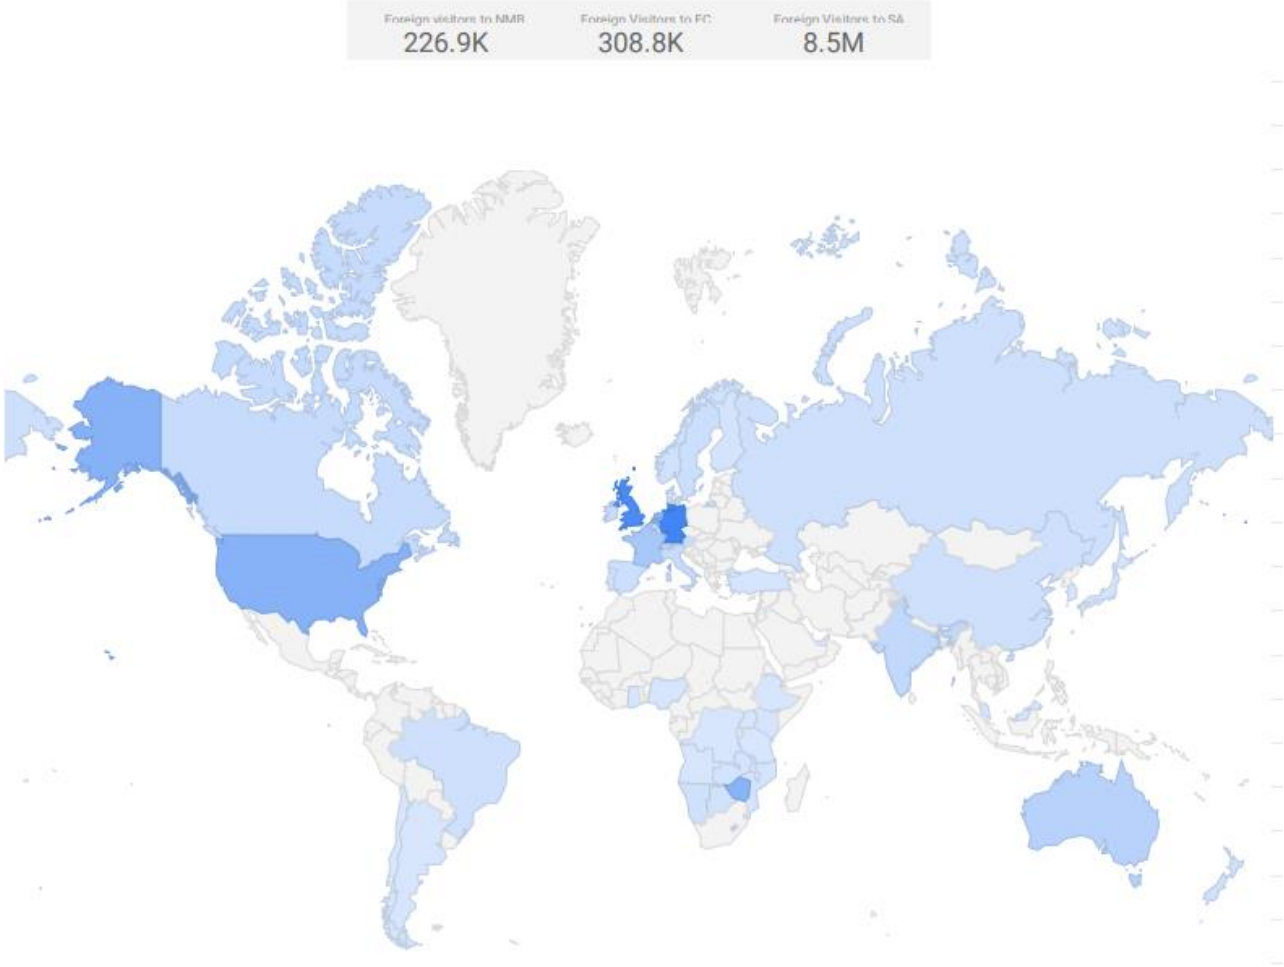 Foreign visitors to NMB
Foreign Visitors to EC
Foreign Visitors to SA
226.9K
308.8K
8.5M